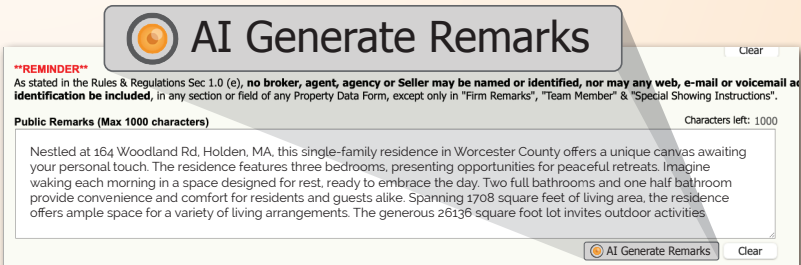 AI Generate Remarks
Clear
**REMINDER**
As stated in the Rules & Regulations Sec 1.0 (e), no broker, agent, agency or Seller may be named or identified, nor may any web, e-mail or voicemail
identification be included, in any section or field of any Property Data Form, except only in "Firm Remarks", "Team Member" & "Special Showing Instructions".
Public Remarks (Max 1000 characters)
Characters left: 1000
Nestled at 164 Woodland Rd, Holden, MA, this single-family residence in Worcester County offers a unique canvas awaiting
your personal touch. The residence features three bedrooms, presenting opportunities for peaceful retreats. Imagine
waking each morning in a space designed for rest, ready to embrace the day. Two full bathrooms and one half bathroom
provide convenience and comfort for residents and guests alike. Spanning 1708 square feet of living area, the residence
offers ample space for a variety of living arrangements. The generous 26136 square foot lot invites outdoor activities
AI Generate Remarks
Clear